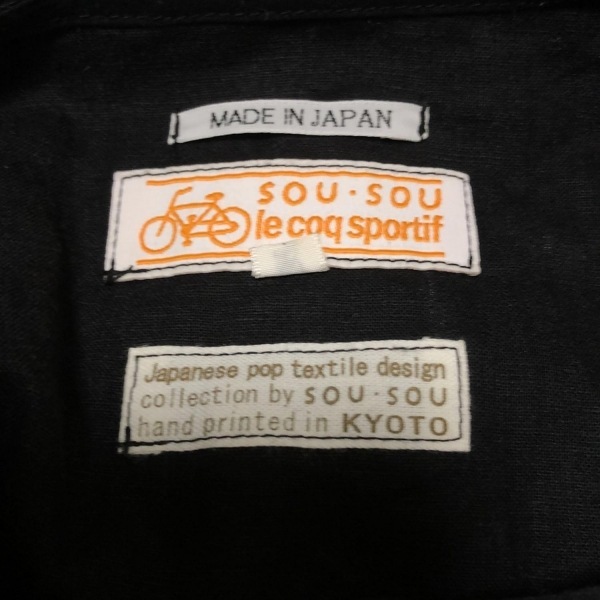 MADE IN JAPAN
SOU·SOU
le coq sportif
Japanese pop textile design
collection by SOU·SOU
hand printed in KYOTO